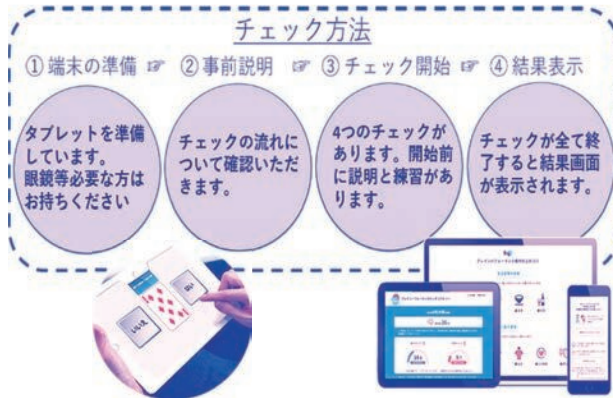 チェック方法
① 端末の準備 ☞ ② 事前説明 ☞ ③ チェック開始 ☞ ④ 結果表示
タブレットを準備
しています。
眼鏡等必要な方は
お持ちください
チェックの流れに
ついて確認いただ
きます。
4つのチェックが
あります。開始前
に説明と練習があ
ります。
チェックが全て終
了すると結果画面
が表示されます。
いいえ
はい